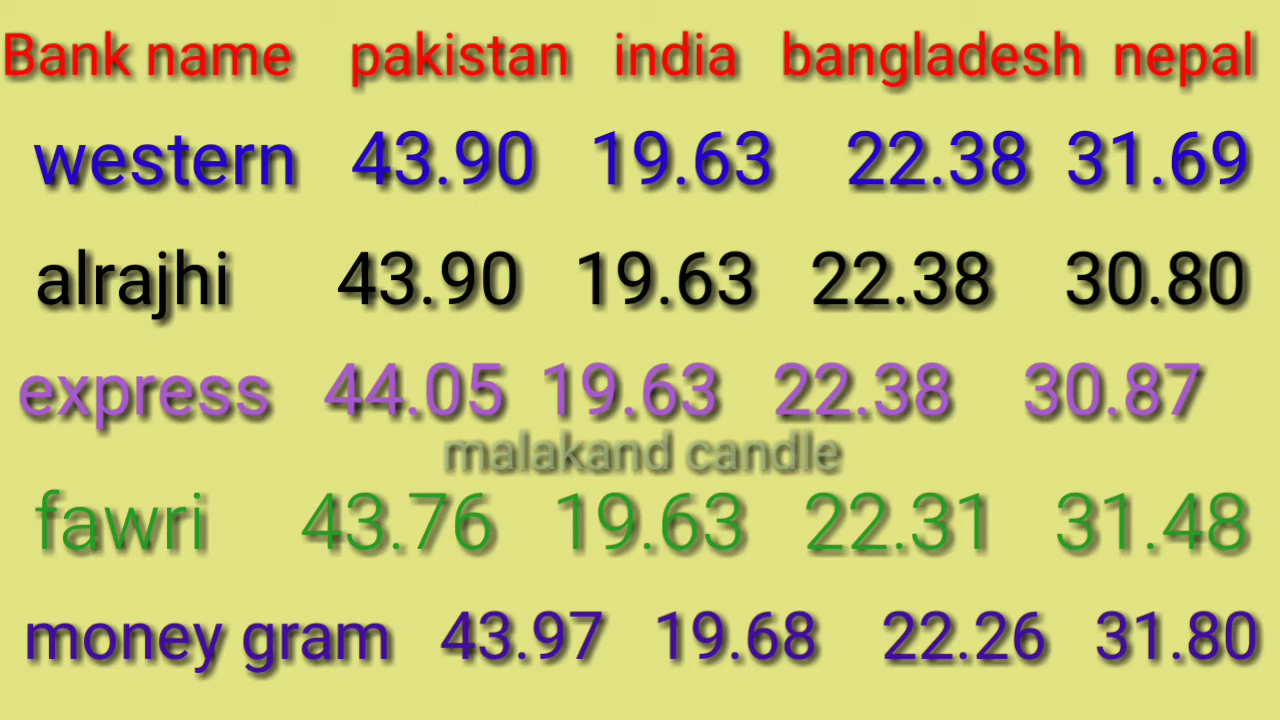 Bank name pakistan india bangladesh nepal
western 43.90 19.63 22.38 31.69
alrajhi 43.90 19.63 22.38 30.80
express 44.05 19.63 22.38 30.87
malakand candle
fawri 43.76 19.63 22.31 31.48
money gram 43.97 19.68 22.26 31.80